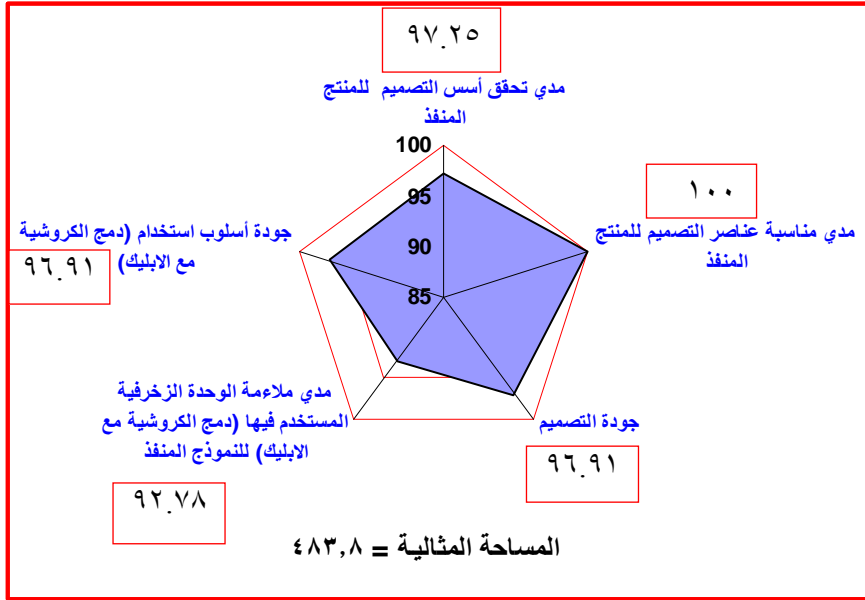 ٩٧.٢٥
مدي تحقق أسس التصميم للمنتج
المنفذ
١٠٠
مدي مناسبة عناصر التصميم للمنتج
المنفذ
جودة التصميم
٩٦.٩١
مدي ملاءمة الوحدة الزخرفية
المستخدم فيها (دمج الكروشية مع
الابليك) للنموذج المنفذ
٩٢.٧٨
جودة أسلوب استخدام (دمج الكروشية
مع الابليك)
٩٦.٩١
100
95
90
85
المساحة المثالية = ٤٨٣,٨